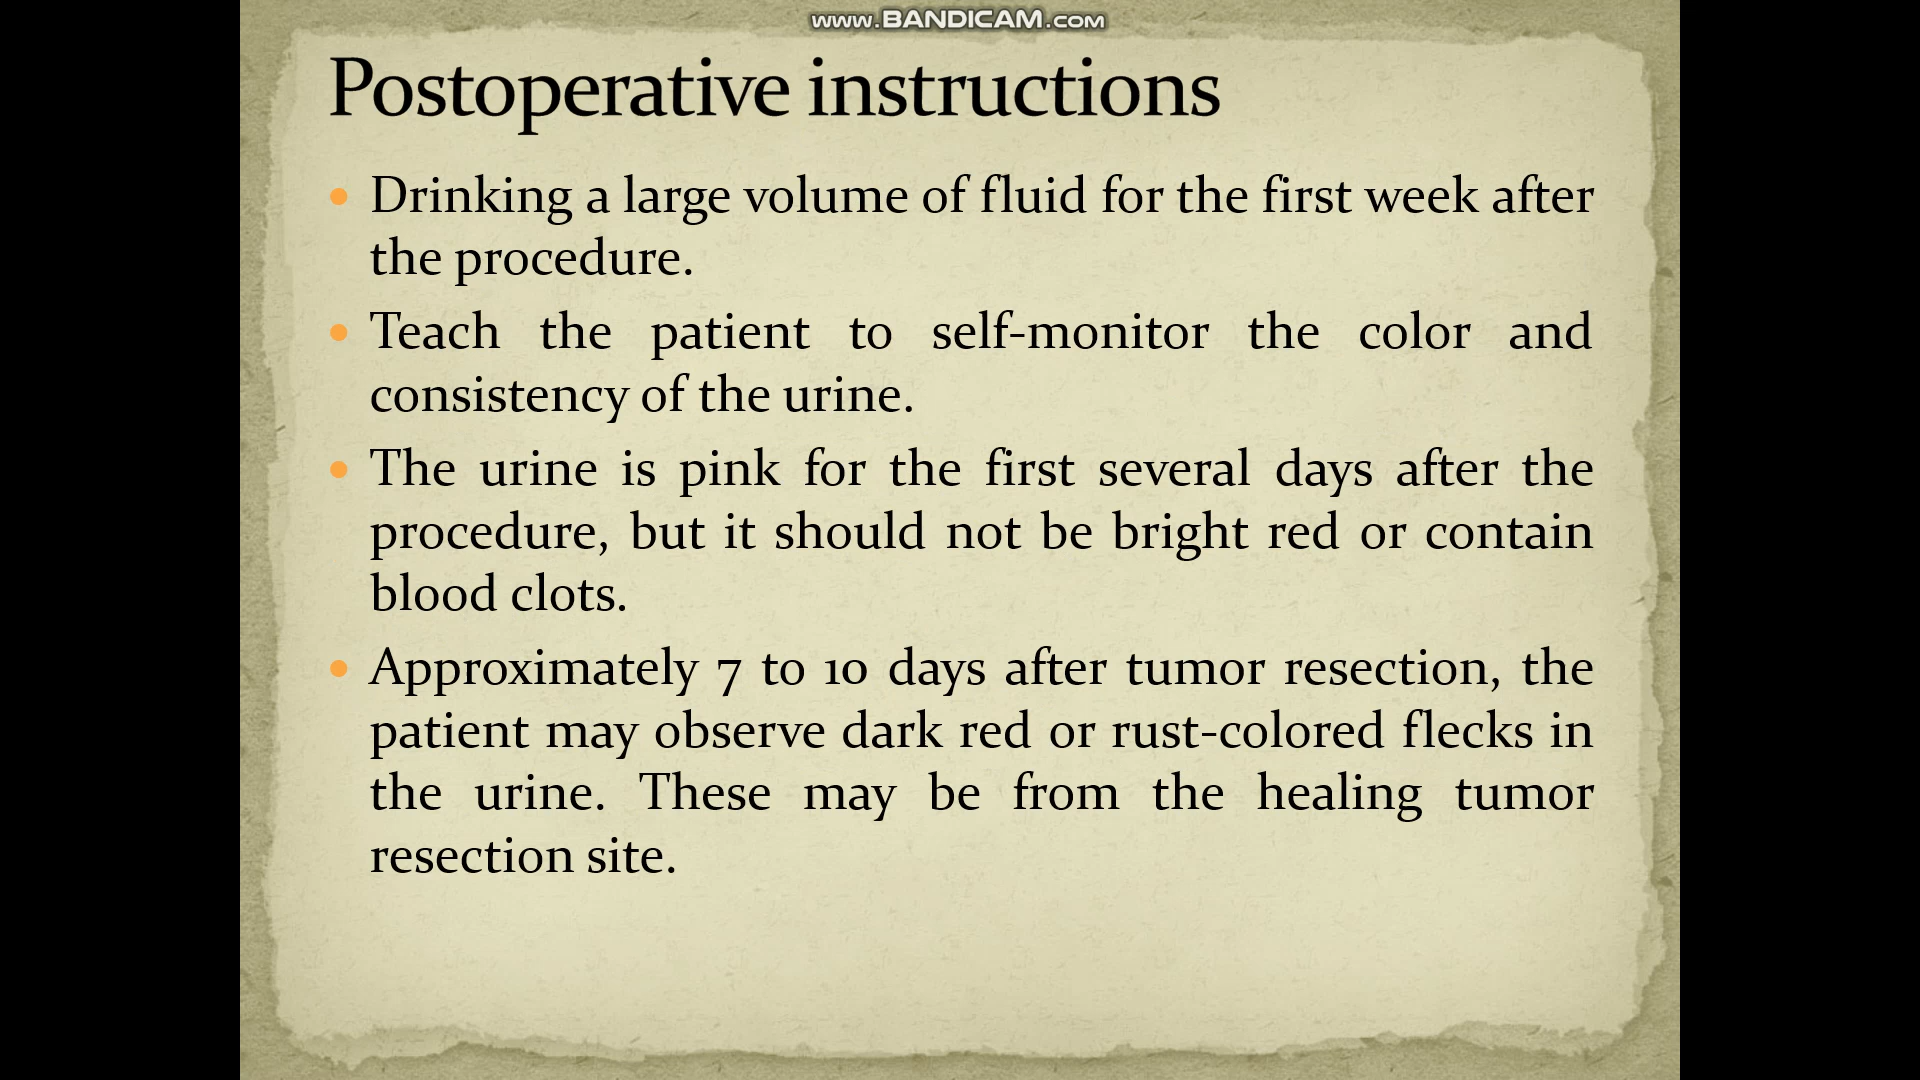 www.BANDICAM.com
Postoperative instructions
• Drinking a large volume of fluid for the first week after
the procedure.
• Teach the patient to self-monitor the color and
consistency of the urine.
• The urine is pink for the first several days after the
procedure, but it should not be bright red or contain
blood clots.
• Approximately 7 to 10 days after tumor resection, the
patient may observe dark red or rust-colored flecks in
the urine. These may be from the healing tumor
resection site.